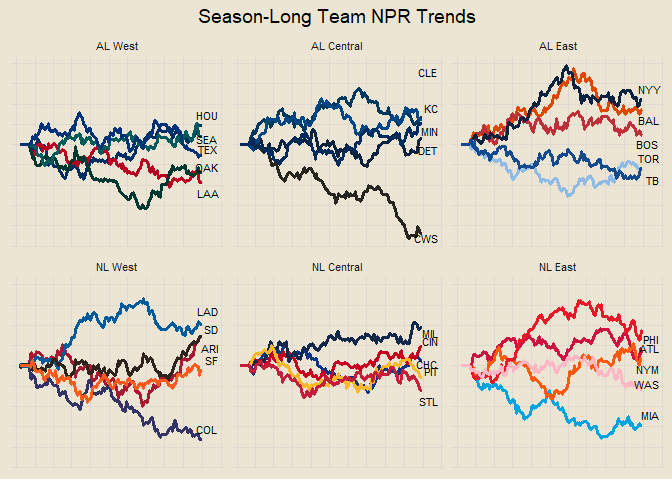 Season-Long Team NPR Trends
AL West
AL Central
AL East
HOU
SEA
TEX
OAK
LAA
CLE
KC
MIN
DET
CWS
NYY
BAL
BOS
TOR
TB
NL West
NL Central
NL East
LAD
SD
ARI
SF
COL
MIL
CIN
CHC
PIT
STL
PHI
ATL
NYM
WAS
MIA